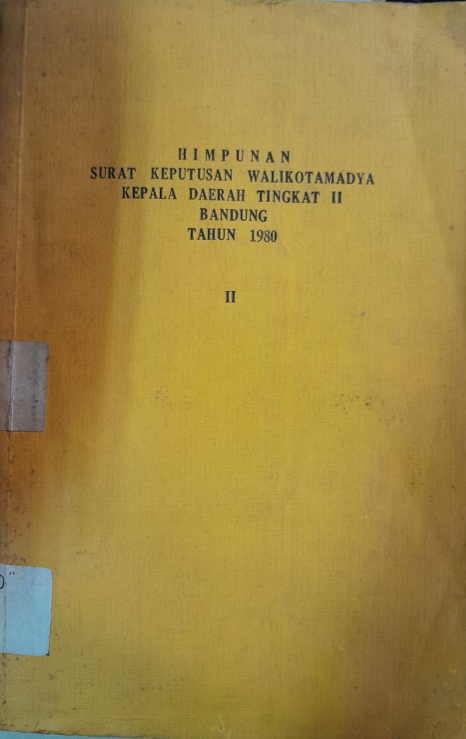 HIMPUNAN
SURAT KEPUTUSAN WALIKOTAMADYA
KEPALA DAERAH TINGKAT II
BANDUNG
TAHUN 1980
II